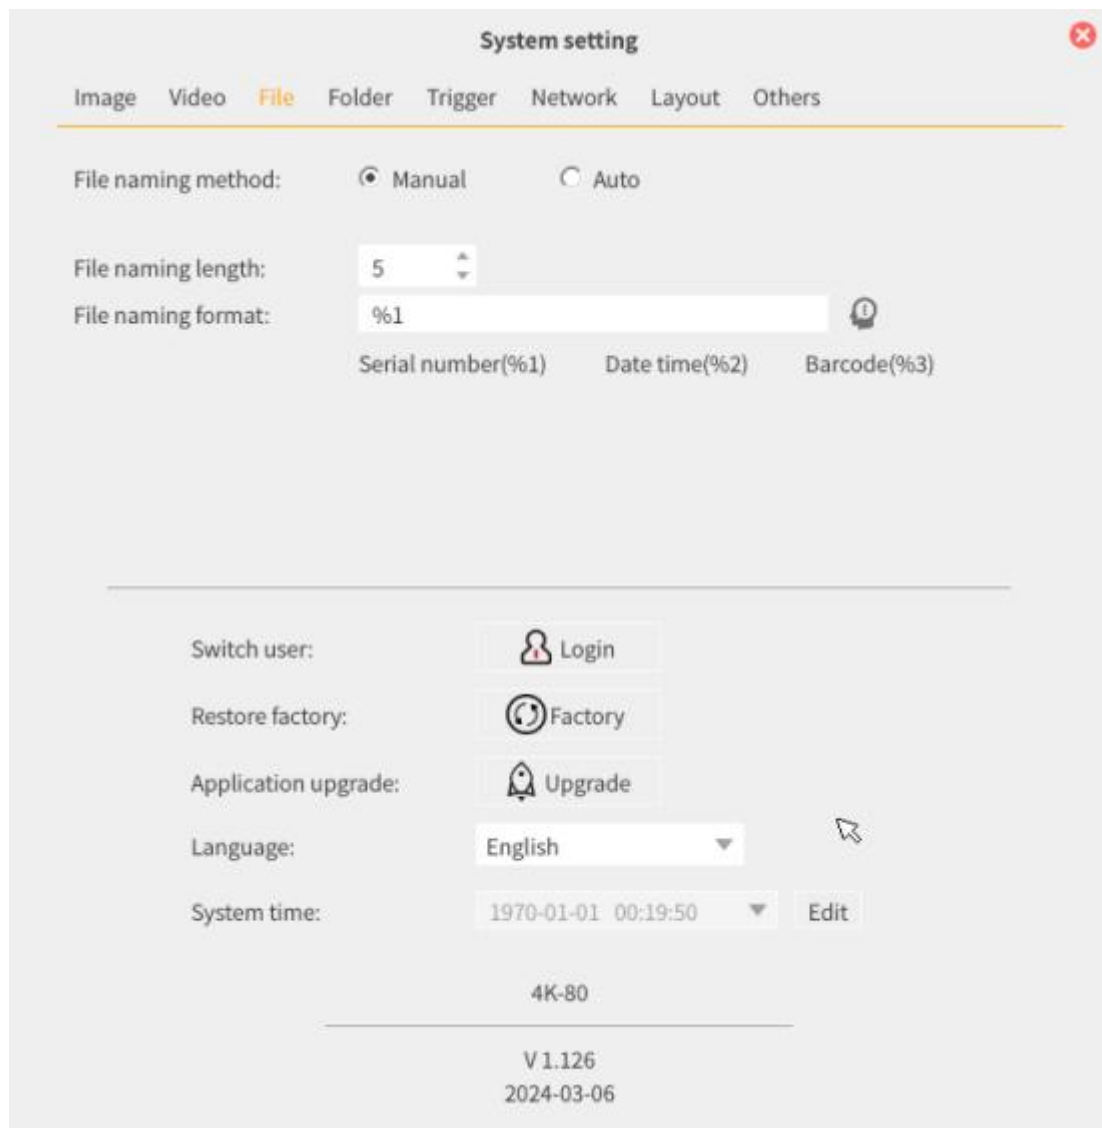 System setting
Image Video File Folder Trigger Network Layout Others
File naming method: Manual Auto
File naming length: 5
File naming format: %1
Serial number(%1) Date time(%2) Barcode(%3)
Switch user: Login
Restore factory: Factory
Application upgrade: Upgrade
Language: English
System time: 1970-01-01 00:19:50 Edit
4K-80
V 1.126
2024-03-06